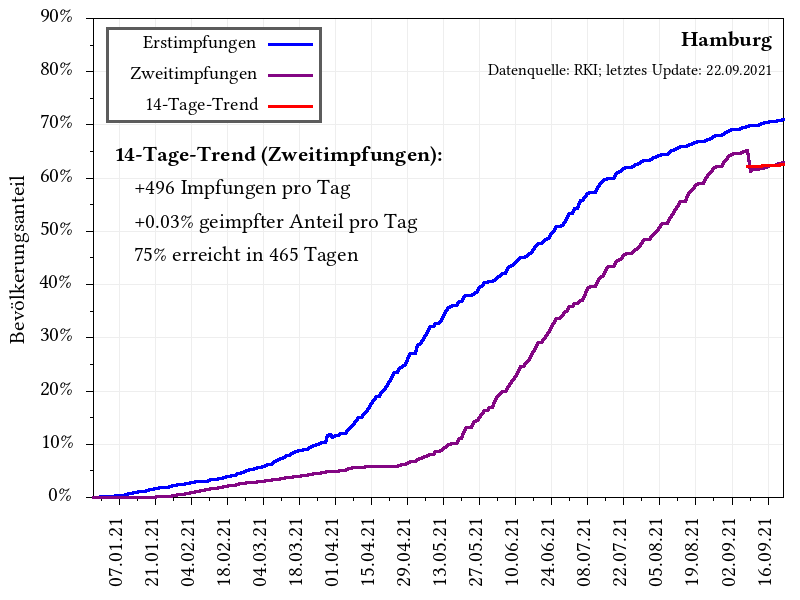 90%
80%
70%
60%
50%
40%
30%
20%
10%
0%
Bevölkerungsanteil
Erstimpfungen
Zweitimpfungen
14-Tage-Trend
Hamburg
Datenquelle: RKI; letztes Update: 22.09.2021
14-Tage-Trend (Zweitimpfungen):
+496 Impfungen pro Tag
+0.03% geimpfter Anteil pro Tag
75% erreicht in 465 Tagen
07.01.21
21.01.21
04.02.21
18.02.21
04.03.21
18.03.21
01.04.21
15.04.21
29.04.21
13.05.21
27.05.21
10.06.21
24.06.21
08.07.21
22.07.21
05.08.21
19.08.21
02.09.21
16.09.21